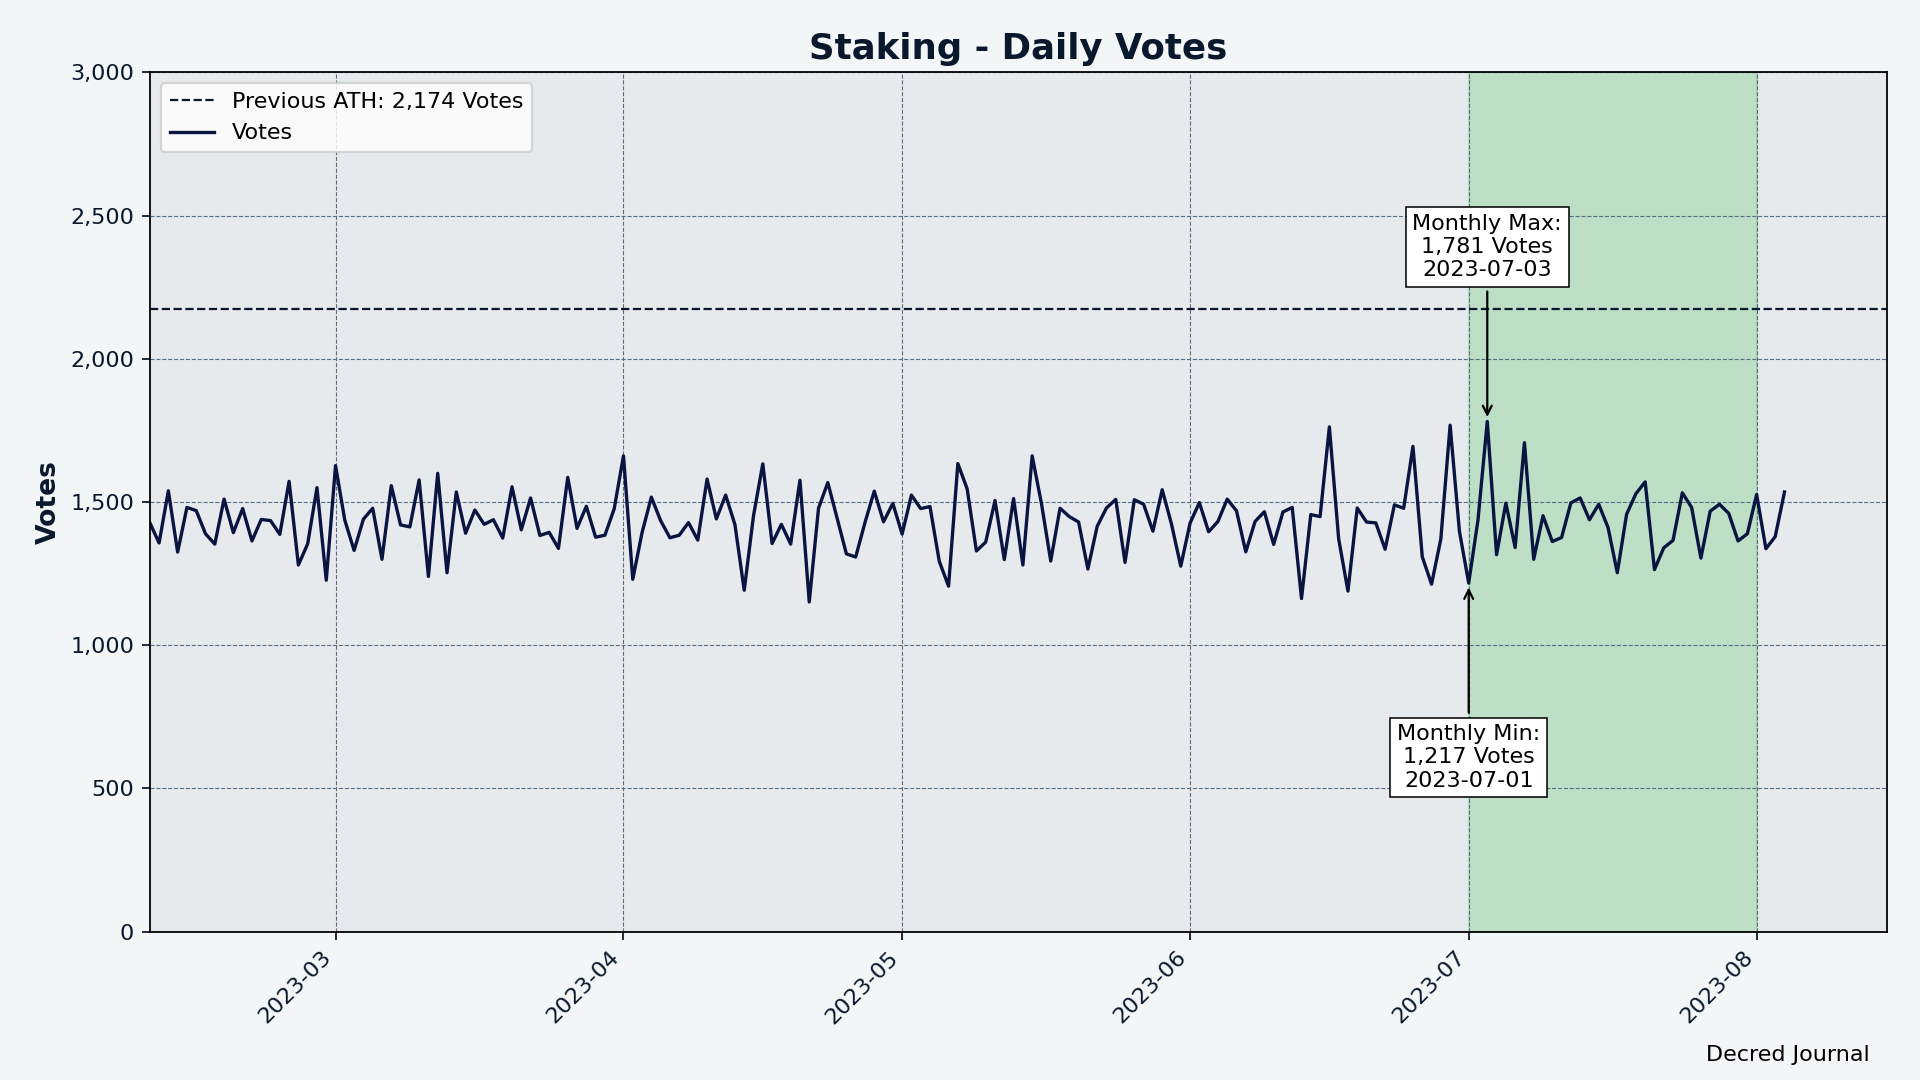 Staking - Daily Votes
3,000
2,500
2,000
1,500
1,000
500
0
Votes
Previous ATH: 2,174 Votes
Votes
Monthly Max:
1,781 Votes
2023-07-03
Monthly Min:
1,217 Votes
2023-07-01
2023-03
2023-04
2023-05
2023-06
2023-07
2023-08
Decred Journal